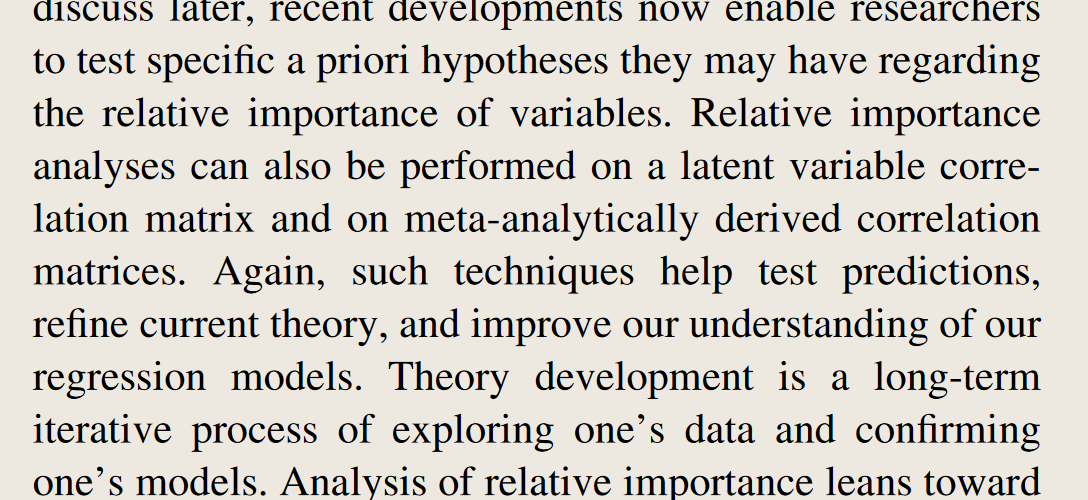 discuss later, recent developments now enable researchers
to test specific a priori hypotheses they may have regarding
the relative importance of variables. Relative importance
analyses can also be performed on a latent variable corre-
lation matrix and on meta-analytically derived correlation
matrices. Again, such techniques help test predictions,
refine current theory, and improve our understanding of our
regression models. Theory development is a long-term
iterative process of exploring one’s data and confirming
one’s models. Analysis of relative importance leans toward